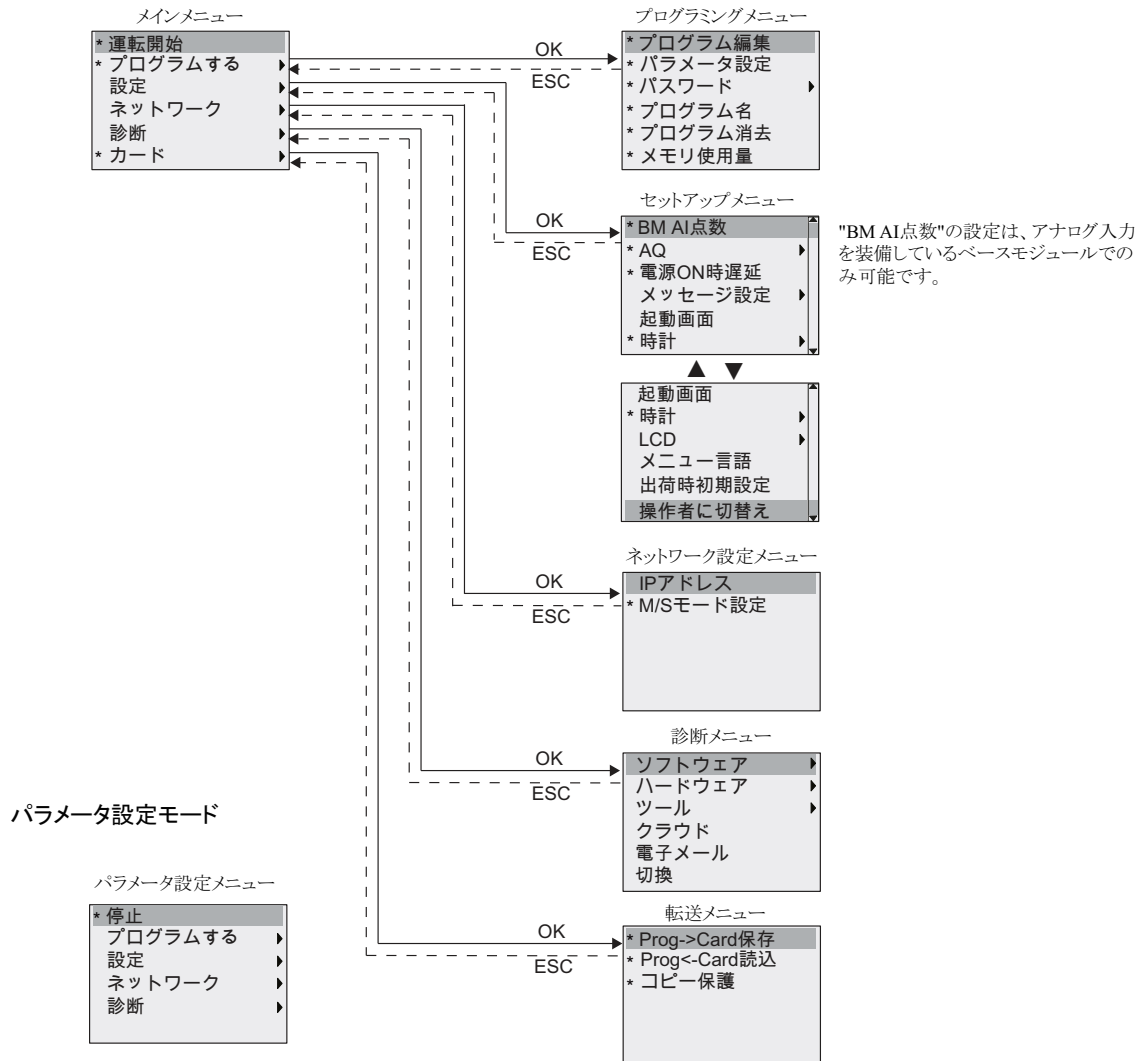 メインメニュー
* 運転開始
* プログラムする
設定
ネットワーク
診断
* カード
OK
ESC
プログラミングメニュー
* プログラム編集
* パラメータ設定
* パスワード
* プログラム名
* プログラム消去
* メモリ使用量
OK
ESC
セットアップメニュー
* BM AI点数
* AQ
* 電源ON時遅延
メッセージ設定
起動画面
* 時計
"BM AI点数"の設定は、アナログ入力
を装備しているベースモジュールでの
み可能です。
▲ ▼
起動画面
* 時計
LCD
メニュー言語
出荷時初期設定
操作者に切替え
OK
ESC
ネットワーク設定メニュー
IPアドレス
* M/Sモード設定
OK
ESC
診断メニュー
ソフトウェア
ハードウェア
ツール
クラウド
電子メール
切換
OK
ESC
転送メニュー
* Prog->Card保存
* Prog<-Card読込
* コピー保護
パラメータ設定モード
パラメータ設定メニュー
* 停止
プログラムする
設定
ネットワーク
診断